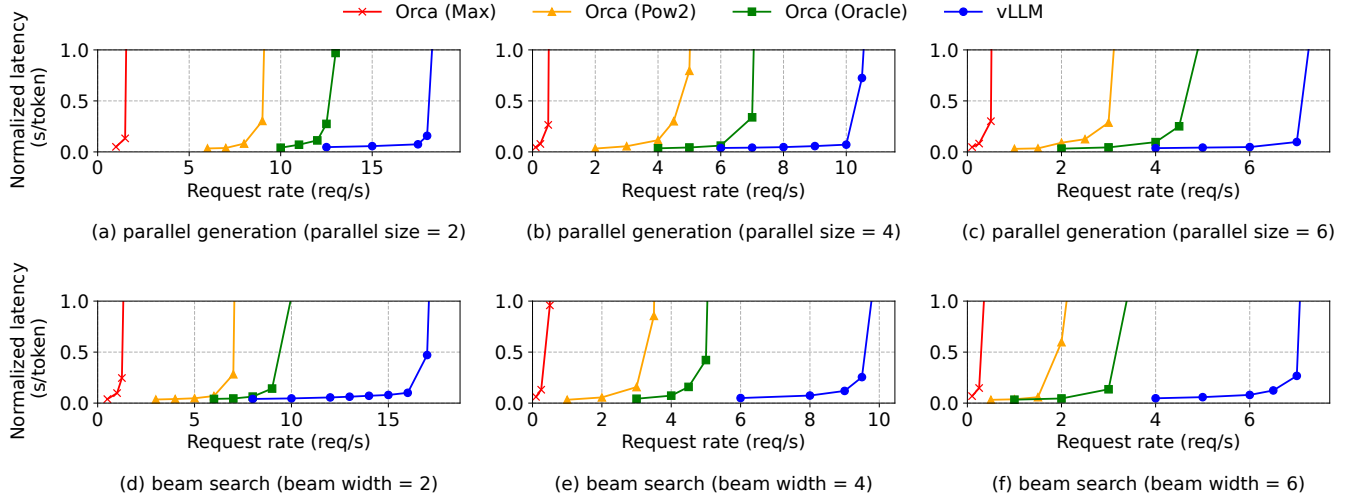 Orca (Max) Orca (Pow2) Orca (Oracle) vLLM
Normalized latency
(s/token)
1.0
0.5
0.0
0 5 10 15
Request rate (req/s)
(a) parallel generation (parallel size = 2)
1.0
0.5
0.0
0 2 4 6 8 10
Request rate (req/s)
(b) parallel generation (parallel size = 4)
1.0
0.5
0.0
0 2 4 6
Request rate (req/s)
(c) parallel generation (parallel size = 6)
Normalized latency
(s/token)
1.0
0.5
0.0
0 5 10 15
Request rate (req/s)
(d) beam search (beam width = 2)
1.0
0.5
0.0
0 2 4 6 8 10
Request rate (req/s)
(e) beam search (beam width = 4)
1.0
0.5
0.0
0 2 4 6
Request rate (req/s)
(f) beam search (beam width = 6)